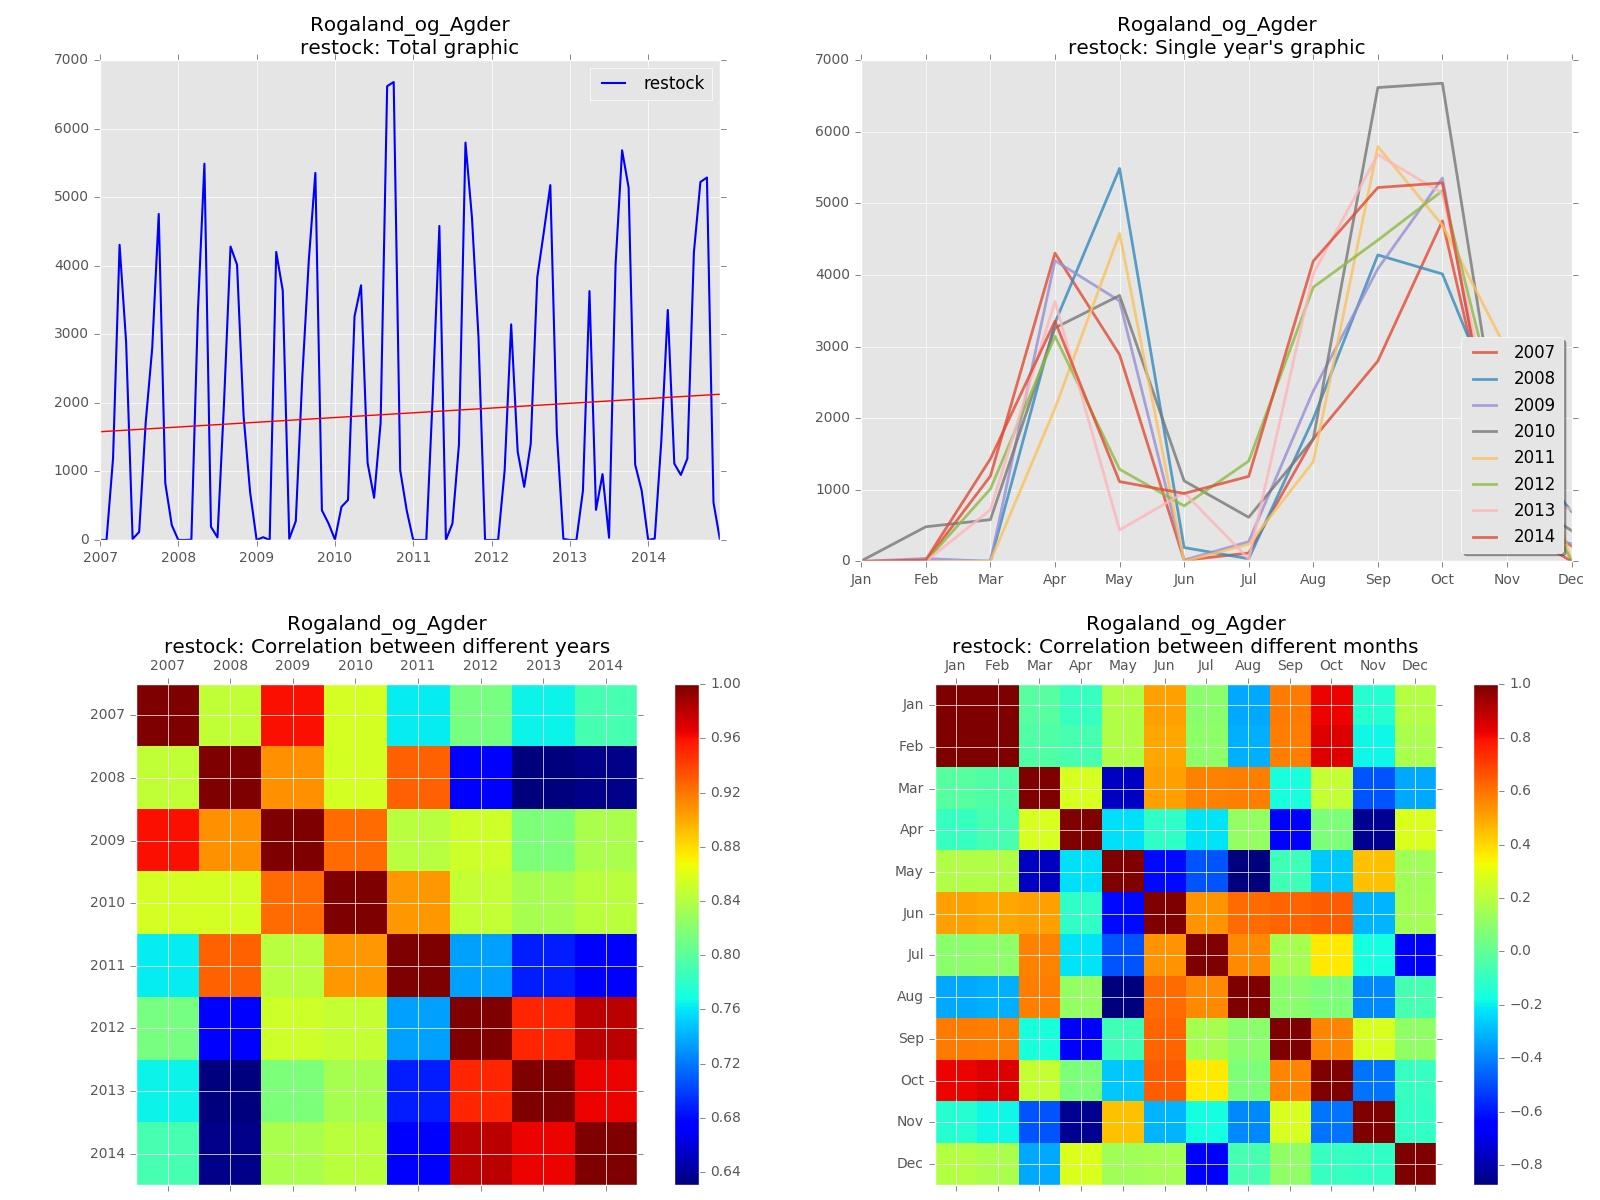 Rogaland_og_Agder
restock: Total graphic
7000
6000
5000
4000
3000
2000
1000
0
2007 2008 2009 2010 2011 2012 2013 2014
restock
Rogaland_og_Agder
restock: Single year's graphic
7000
6000
5000
4000
3000
2000
1000
0
Jan Feb Mar Apr May Jun Jul Aug Sep Oct Nov Dec
2007
2008
2009
2010
2011
2012
2013
2014
Rogaland_og_Agder
restock: Correlation between different years
2007 2008 2009 2010 2011 2012 2013 2014
2007
2008
2009
2010
2011
2012
2013
2014
1.00
0.96
0.92
0.88
0.84
0.80
0.76
0.72
0.68
0.64
Rogaland_og_Agder
restock: Correlation between different months
Jan Feb Mar Apr May Jun Jul Aug Sep Oct Nov Dec
Jan
Feb
Mar
Apr
May
Jun
Jul
Aug
Sep
Oct
Nov
Dec
1.0
0.8
0.6
0.4
0.2
0.0
−0.2
−0.4
−0.6
−0.8